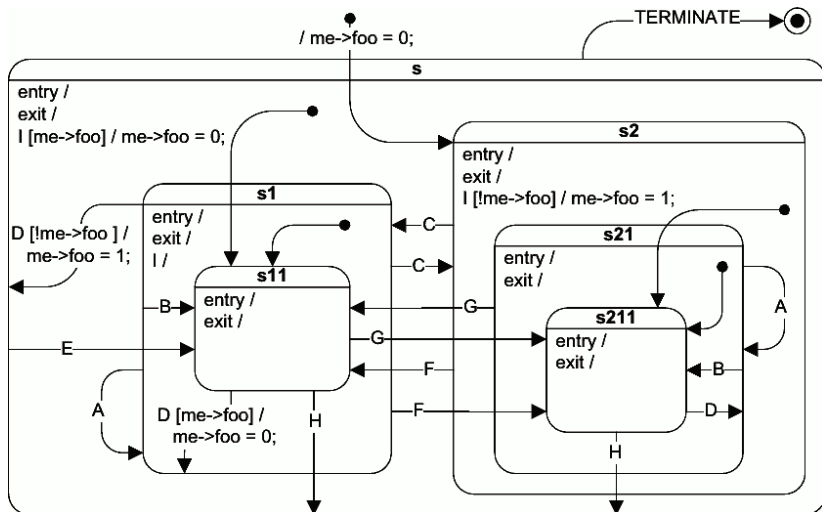 TERMINATE
/ me->foo = 0;
s
entry /
exit /
I [me->foo] / me->foo = 0;
s2
entry /
exit /
I [!me->foo] / me->foo = 1;
s1
entry /
exit /
I /
D [!me->foo ] /
me->foo = 1;
C
C
s21
entry /
exit /
s11
entry /
exit /
B
G
A
s211
entry /
exit /
G
E
F
B
A
D [me->foo] /
me->foo = 0;
H
F
D
H